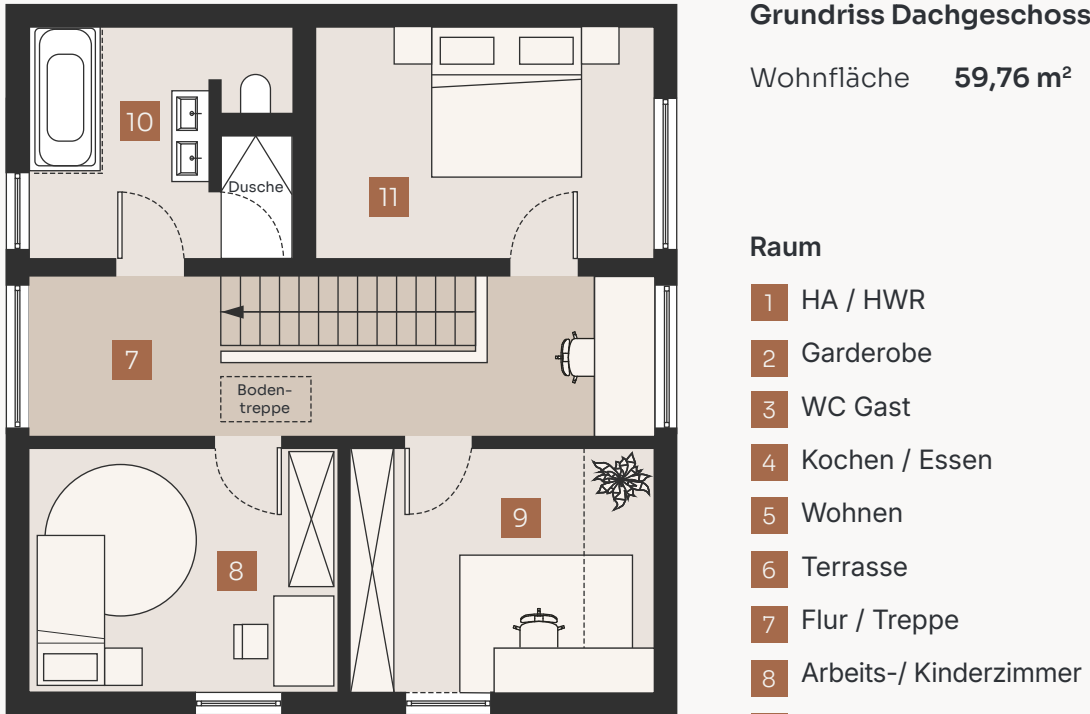 Grundriss Dachgeschoss
Wohnfläche 59,76 m²
10
Dusche
11
7
Boden-
treppe
8
9
Raum
1 HA / HWR
2 Garderobe
3 WC Gast
4 Kochen / Essen
5 Wohnen
6 Terrasse
7 Flur / Treppe
8 Arbeits-/ Kinderzimmer